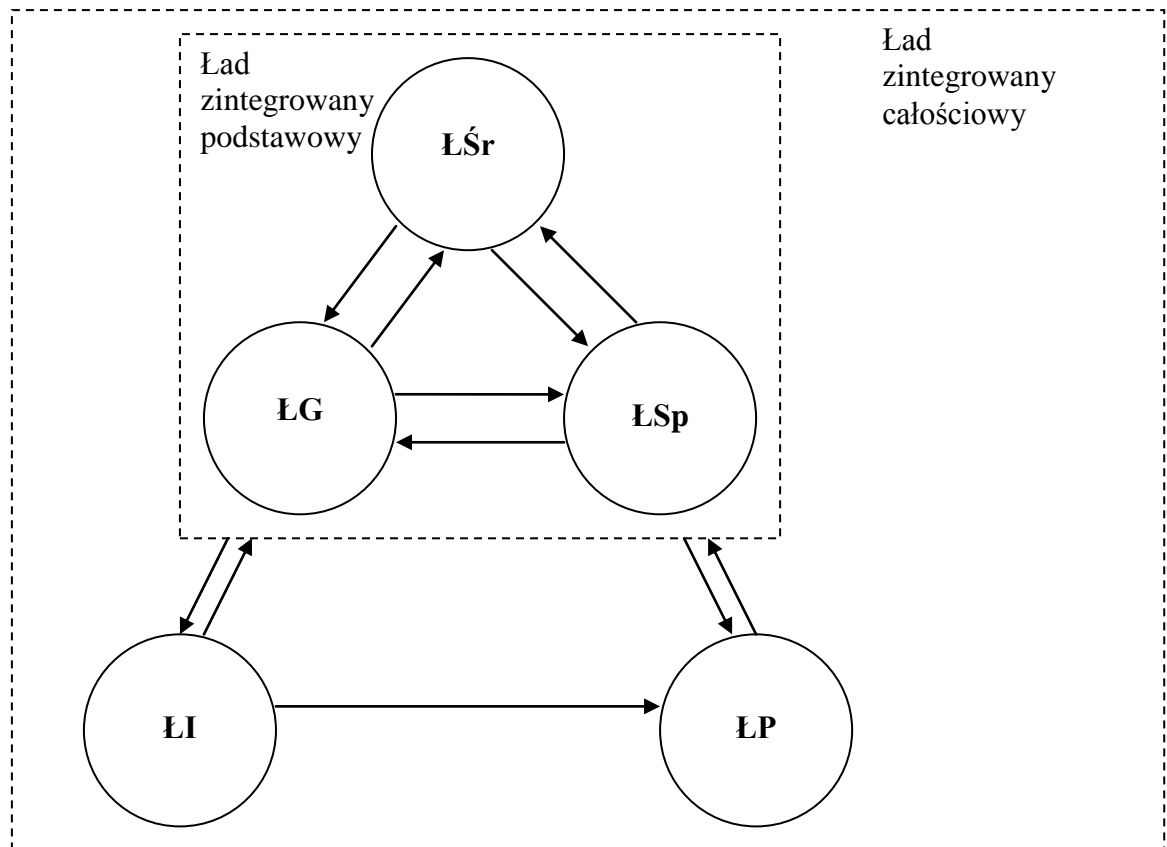 Ład
zintegrowany
podstawowy
Ład
zintegrowany
całościowy
ŁŚr
ŁG
ŁSp
ŁI
ŁP